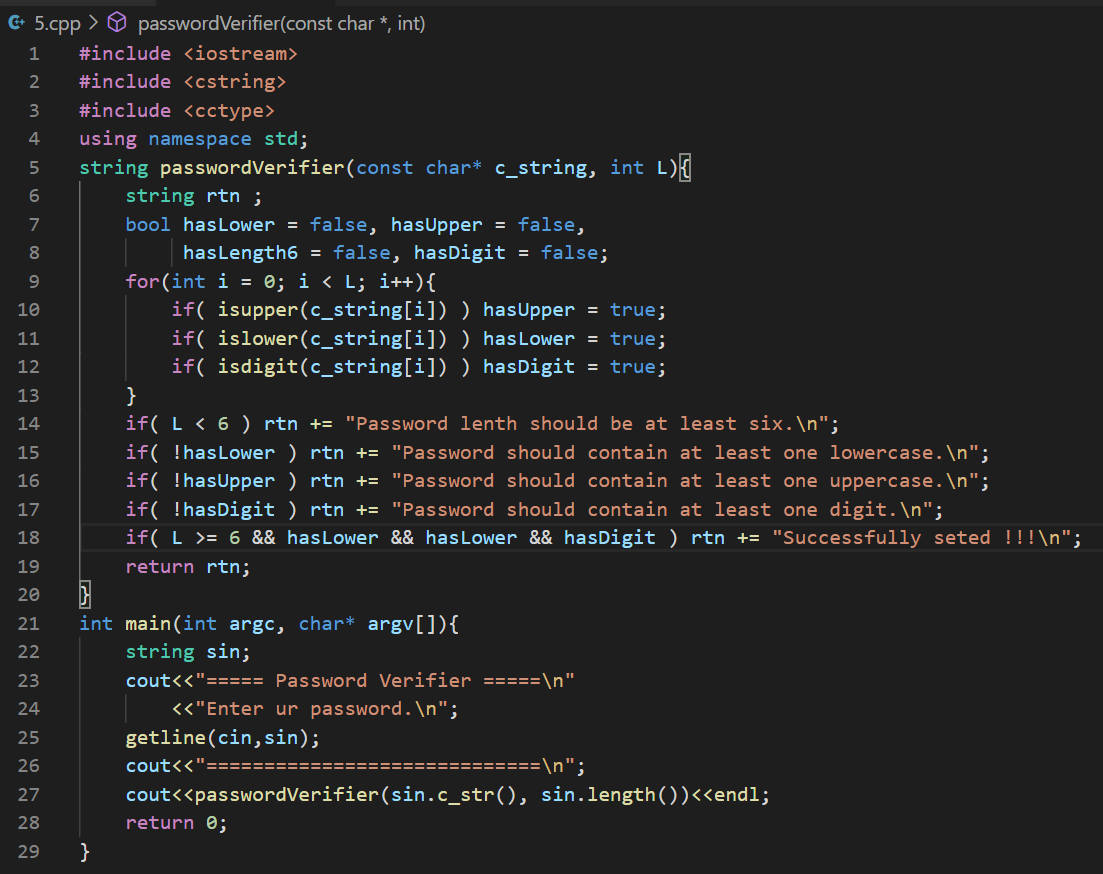 5.cpp > passwordVerifier(const char *, int)
1 #include <iostream>
2 #include <cstring>
3 #include <cctype>
4 using namespace std;
5 string passwordVerifier(const char* c_string, int L){
6     string rtn ;
7     bool hasLower = false, hasUpper = false,
8          hasLength6 = false, hasDigit = false;
9     for(int i = 0; i < L; i++){
10         if( isupper(c_string[i]) ) hasUpper = true;
11         if( islower(c_string[i]) ) hasLower = true;
12         if( isdigit(c_string[i]) ) hasDigit = true;
13     }
14     if( L < 6 ) rtn += "Password lenth should be at least six.\n";
15     if( !hasLower ) rtn += "Password should contain at least one lowercase.\n";
16     if( !hasUpper ) rtn += "Password should contain at least one uppercase.\n";
17     if( !hasDigit ) rtn += "Password should contain at least one digit.\n";
18     if( L >= 6 && hasLower && hasLower && hasDigit ) rtn += "Successfully seted !!!\n";
19     return rtn;
20 }
21 int main(int argc, char* argv[]){
22     string sin;
23     cout<<"===== Password Verifier =====\n"
24         <<"Enter ur password.\n";
25     getline(cin,sin);
26     cout<<"=============================\n";
27     cout<<passwordVerifier(sin.c_str(), sin.length())<<endl;
28     return 0;
29 }